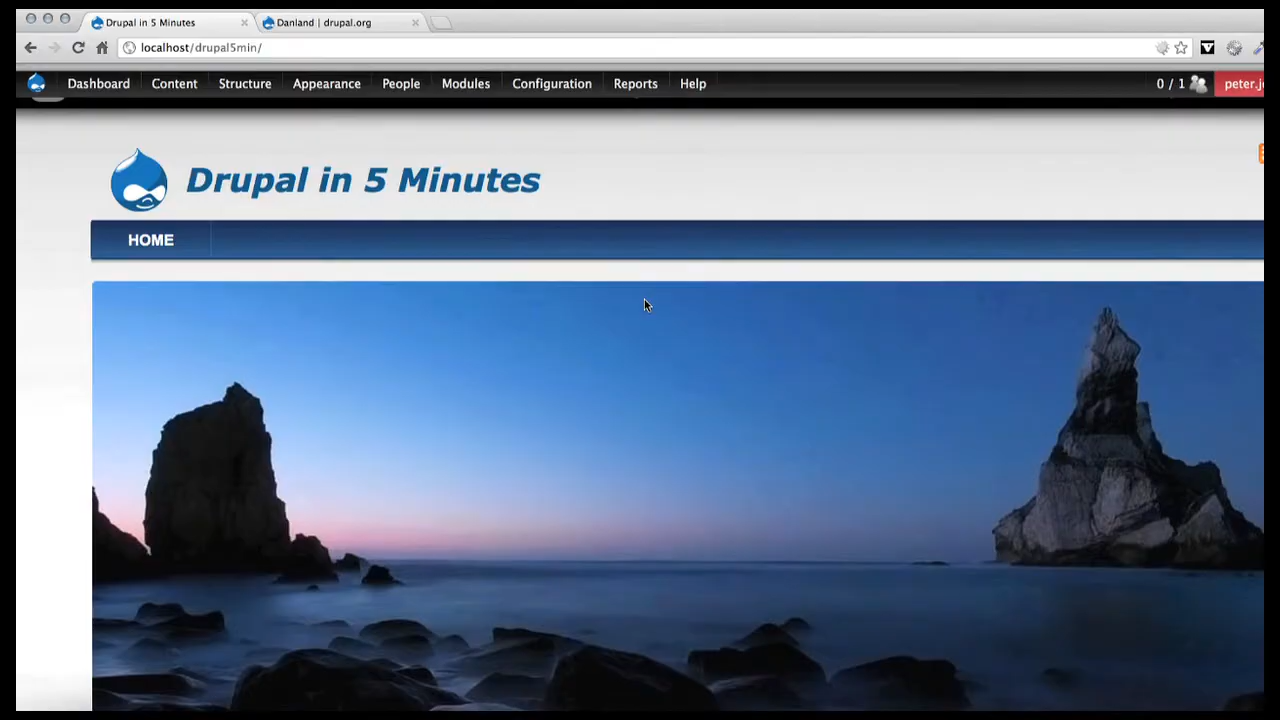 Drupal in 5 Minutes
Danland | drupal.org
localhost/drupal5min/
Dashboard Content Structure Appearance People Modules Configuration Reports Help 0 / 1
Drupal in 5 Minutes
HOME